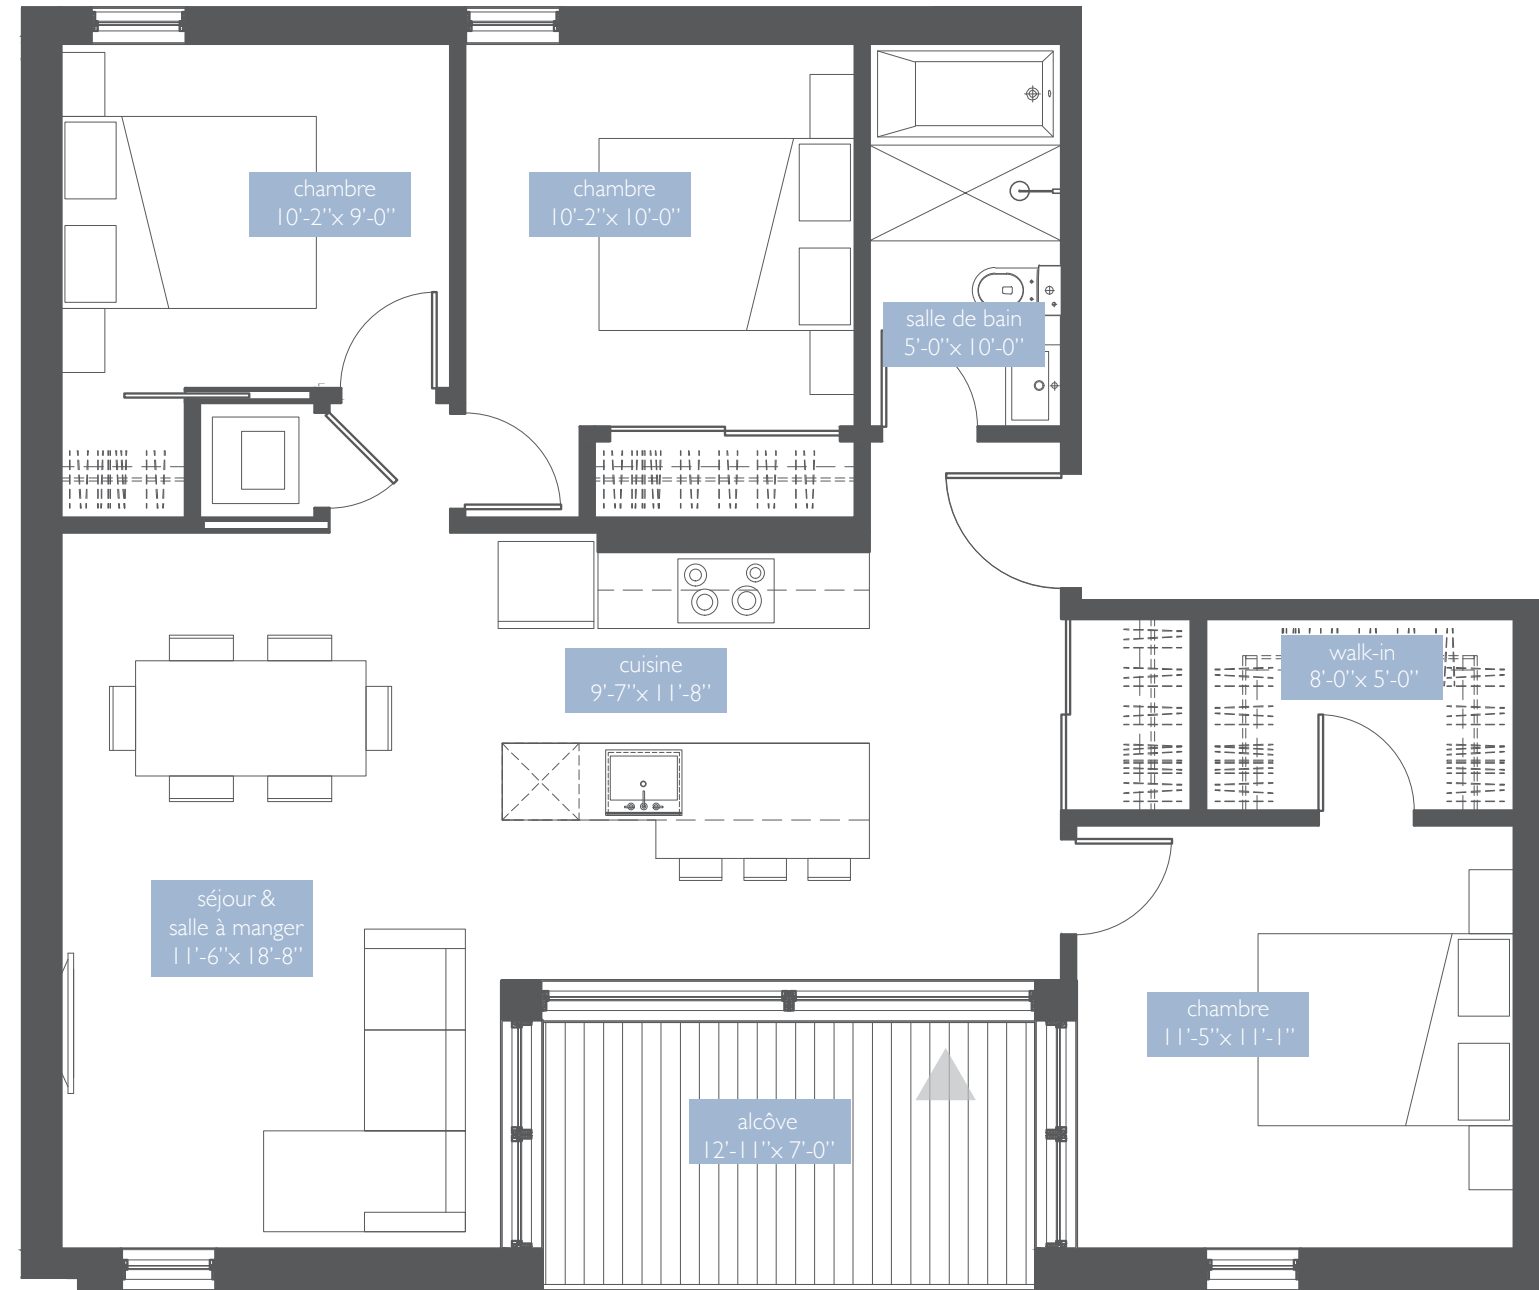 chambre
10'-2''x 9'-0''
chambre
10'-2''x 10'-0''
salle de bain
5'-0''x 10'-0''
cuisine
9'-7''x 11'-8''
walk-in
8'-0''x 5'-0''
séjour &
salle à manger
11'-6''x 18'-8''
chambre
11'-5''x 11'-1''
alcôve
12'-11''x 7'-0''